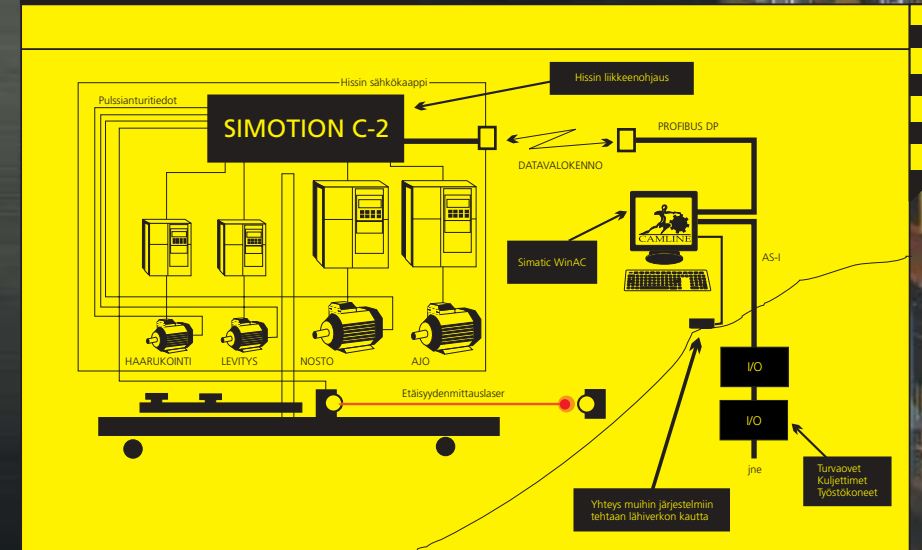 Hissin sähkökaappi
Hissin liikkeenohjaus
Pulssianturitiedot
SIMOTION C-2
PROFIBUS DP
DATAVALOKENNO
CAMLINE
Simatic WinAC
AS-I
HAARUKOINTI
LEVITYS
NOSTO
AJO
I/O
Etäisyydenmittauslaser
I/O
jne
Turvaovet
Kuljettimet
Työstökoneet
Yhteys muihin järjestelmiin
tehtaan lähiverkon kautta